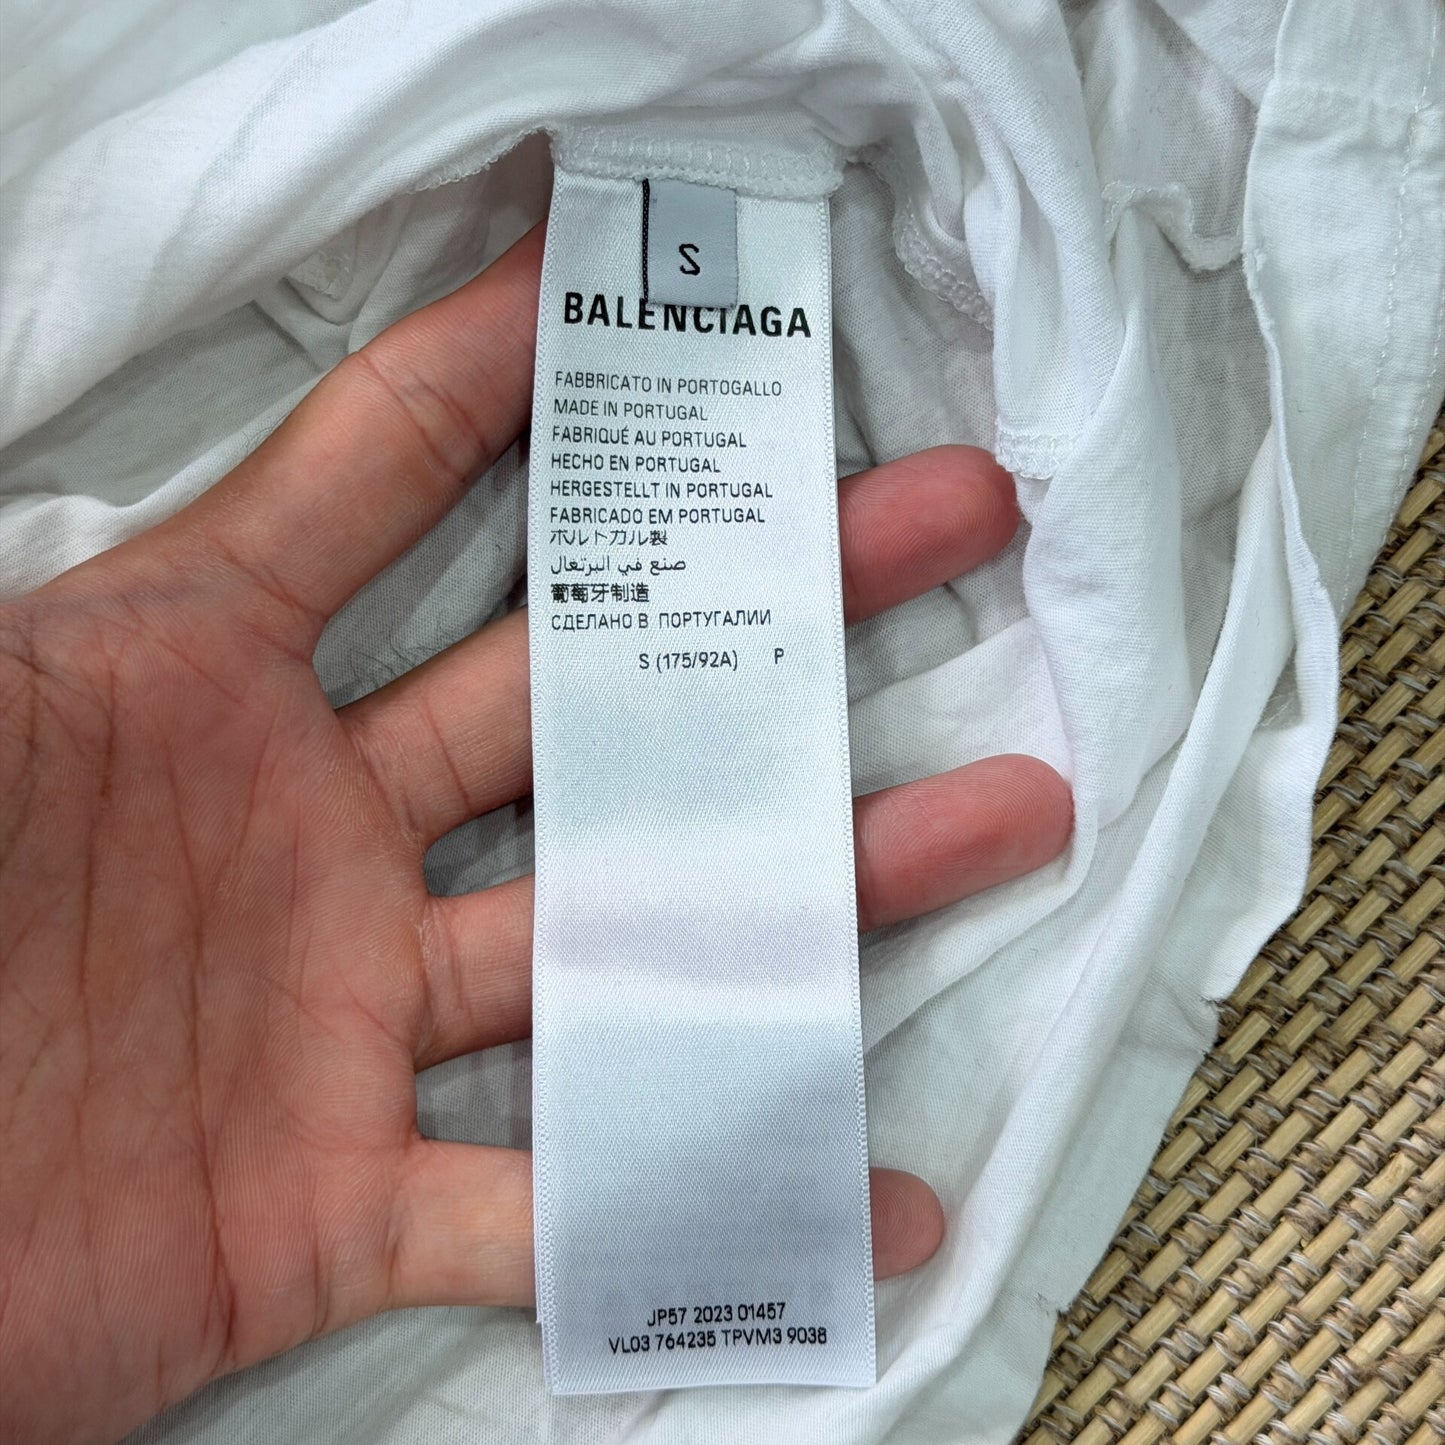 S
BALENCIAGA
FABBRICATO IN PORTOGALLO
MADE IN PORTUGAL
FABRIQUÉ AU PORTUGAL
HECHO EN PORTUGAL
HERGESTELLT IN PORTUGAL
FABRICADO EM PORTUGAL
ポルトガル製
صنع في البرتغال
葡萄牙制造
СДЕЛАНО В ПОРТУГАЛИИ
S (175/92A) P
JP57 2023 01457
VL03 764235 TPVM3 9038